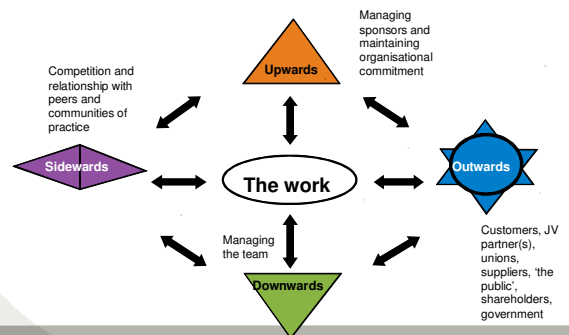 Managing
sponsors and
maintaining
organisational
commitment
Upwards
Competition and
relationship with
peers and
communities of
practice
Sidewards
The work
Outwards
Managing
the team
Customers, JV
partner(s),
unions,
suppliers, ‘the
public’,
shareholders,
government
Downwards